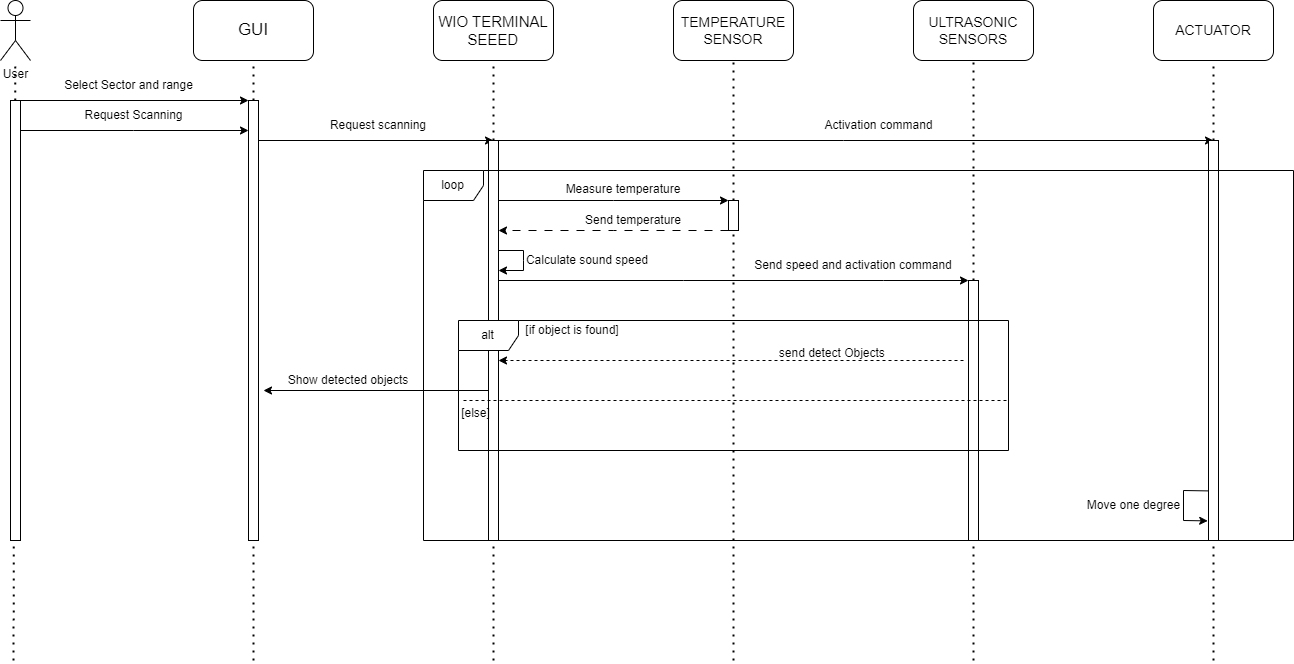 User
GUI
WIO TERMINAL
SEEED
TEMPERATURE
SENSOR
ULTRASONIC
SENSORS
ACTUATOR
Select Sector and range
Request Scanning
Request scanning
Activation command
loop
Measure temperature
Send temperature
Calculate sound speed
Send speed and activation command
alt
[if object is found]
send detect Objects
Show detected objects
[else]
Move one degree